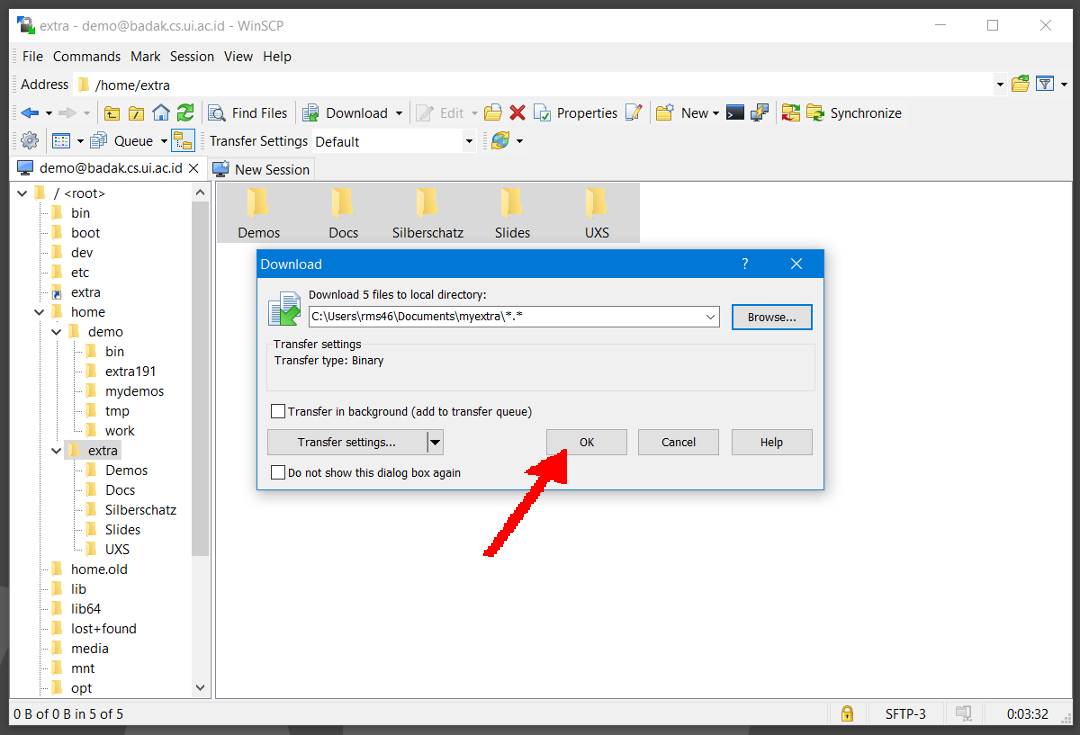 extra - demo@badak.cs.ui.ac.id - WinSCP
File Commands Mark Session View Help
Address /home/extra
Find Files Download Edit Properties New Synchronize
Queue Transfer Settings Default
demo@badak.cs.ui.ac.id New Session
/ <root>
bin
boot
dev
etc
extra
home
demo
bin
extra191
mydemos
tmp
work
extra
Demos
Docs
Silberschatz
Slides
UXS
home.old
lib
lib64
lost+found
media
mnt
opt
Demos Docs Silberschatz Slides UXS
Download ?
Download 5 files to local directory:
C:\Users\rms46\Documents\myextra\*.* Browse...
Transfer settings
Transfer type: Binary
Transfer in background (add to transfer queue)
Transfer settings... OK Cancel Help
Do not show this dialog box again
0 B of 0 B in 5 of 5 SFTP-3 0:03:32